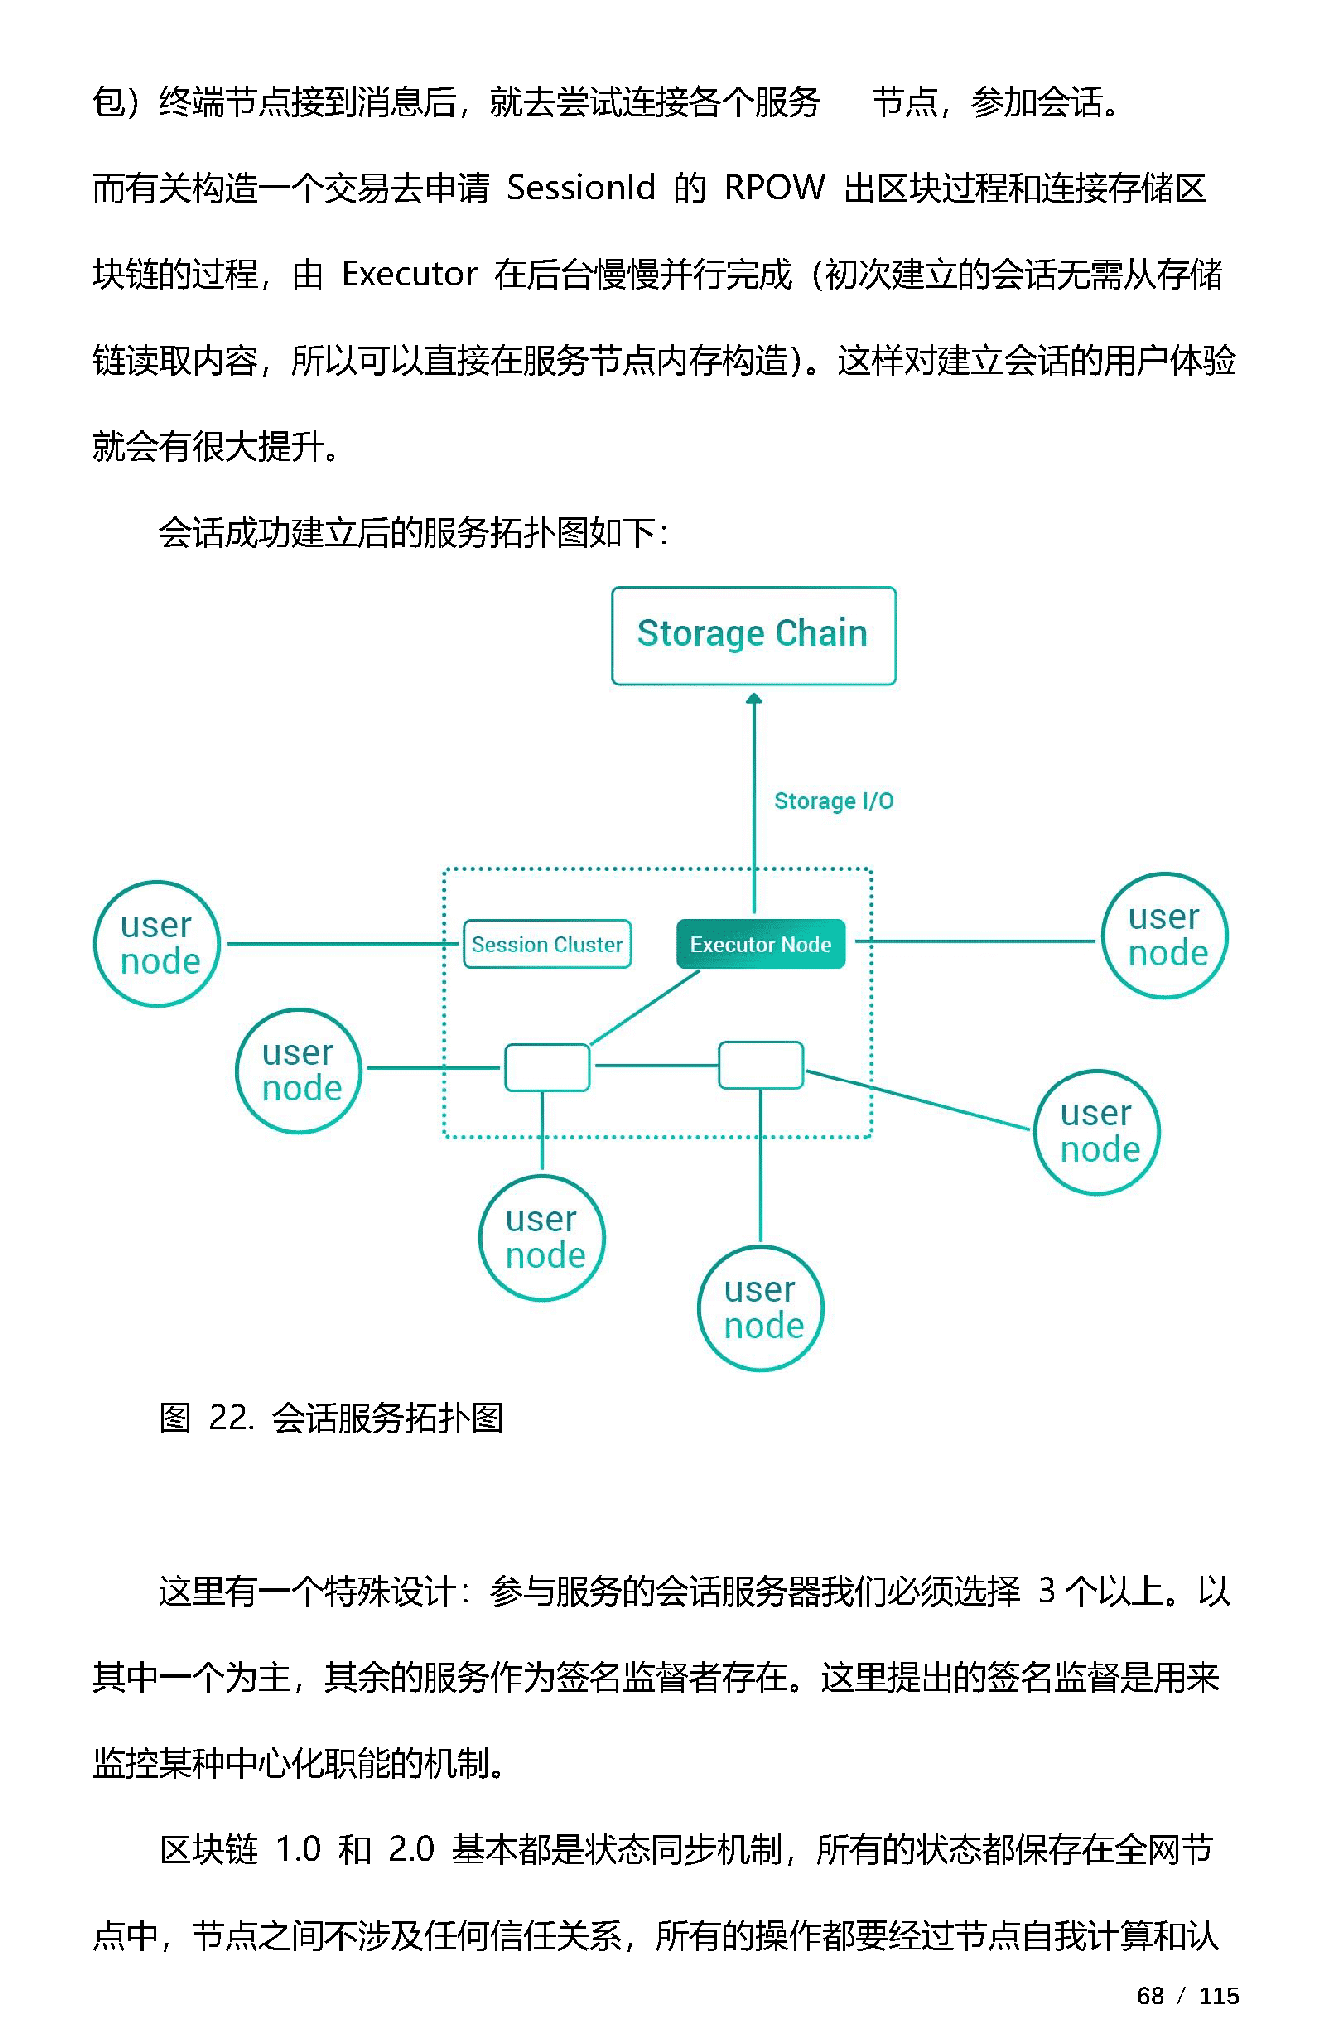 包）终端节点接到消息后，就去尝试连接各个服务 节点，参加会话。
而有关构造一个交易去申请 SessionId 的 RPOW 出区块过程和连接存储区
块链的过程，由 Executor 在后台慢慢并行完成（初次建立的会话无需从存储
链读取内容，所以可以直接在服务节点内存构造）。这样对建立会话的用户体验
就会有很大提升。
会话成功建立后的服务拓扑图如下：
Storage Chain
Storage I/O
user
node
Session Cluster
Executor Node
user
node
user
node
user
node
user
node
user
node
图 22. 会话服务拓扑图
这里有一个特殊设计：参与服务的会话服务器我们必须选择 3 个以上。以
其中一个为主，其余的服务作为签名监督者存在。这里提出的签名监督是用来
监控某种中心化职能的机制。
区块链 1.0 和 2.0 基本都是状态同步机制，所有的状态都保存在全网节
点中，节点之间不涉及任何信任关系，所有的操作都要经过节点自我计算和认
68 / 115